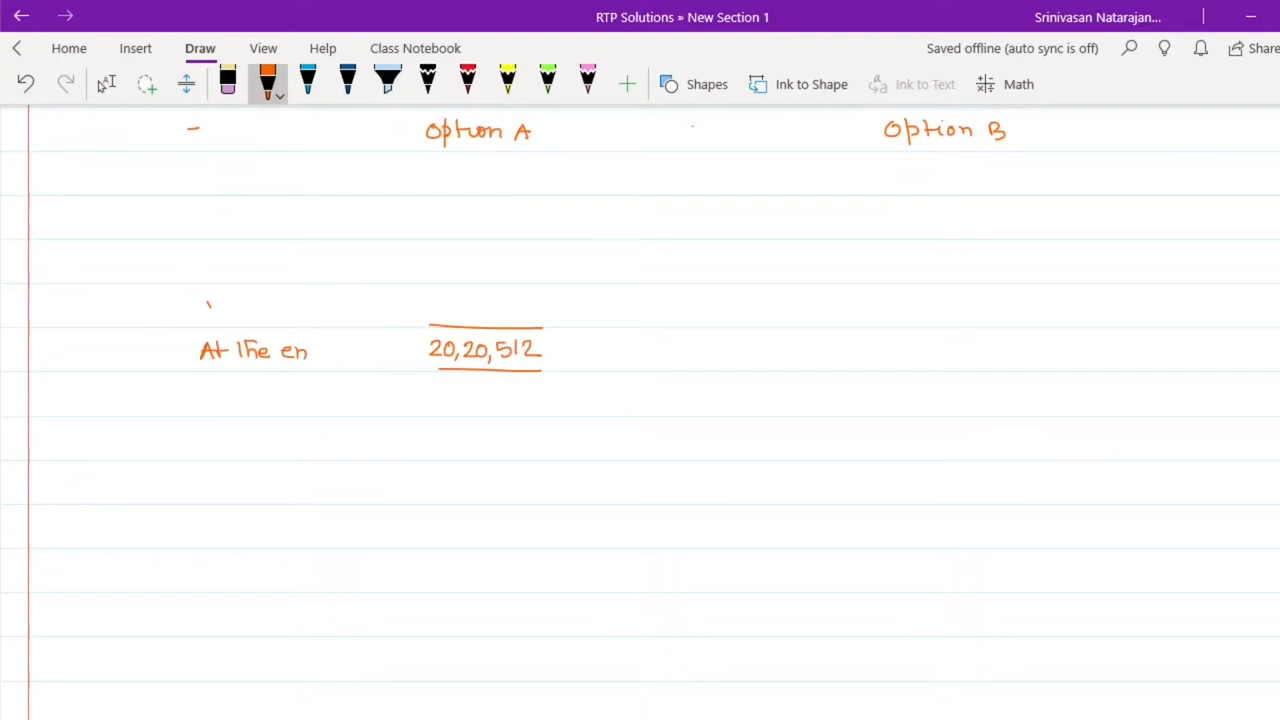 RTP Solutions » New Section 1 Srinivasan Natarajan...
Home Insert Draw View Help Class Notebook Saved offline (auto sync is off) Share
Shapes Ink to Shape Ink to Text Math
- Option A Option B
At the en 20,20,512